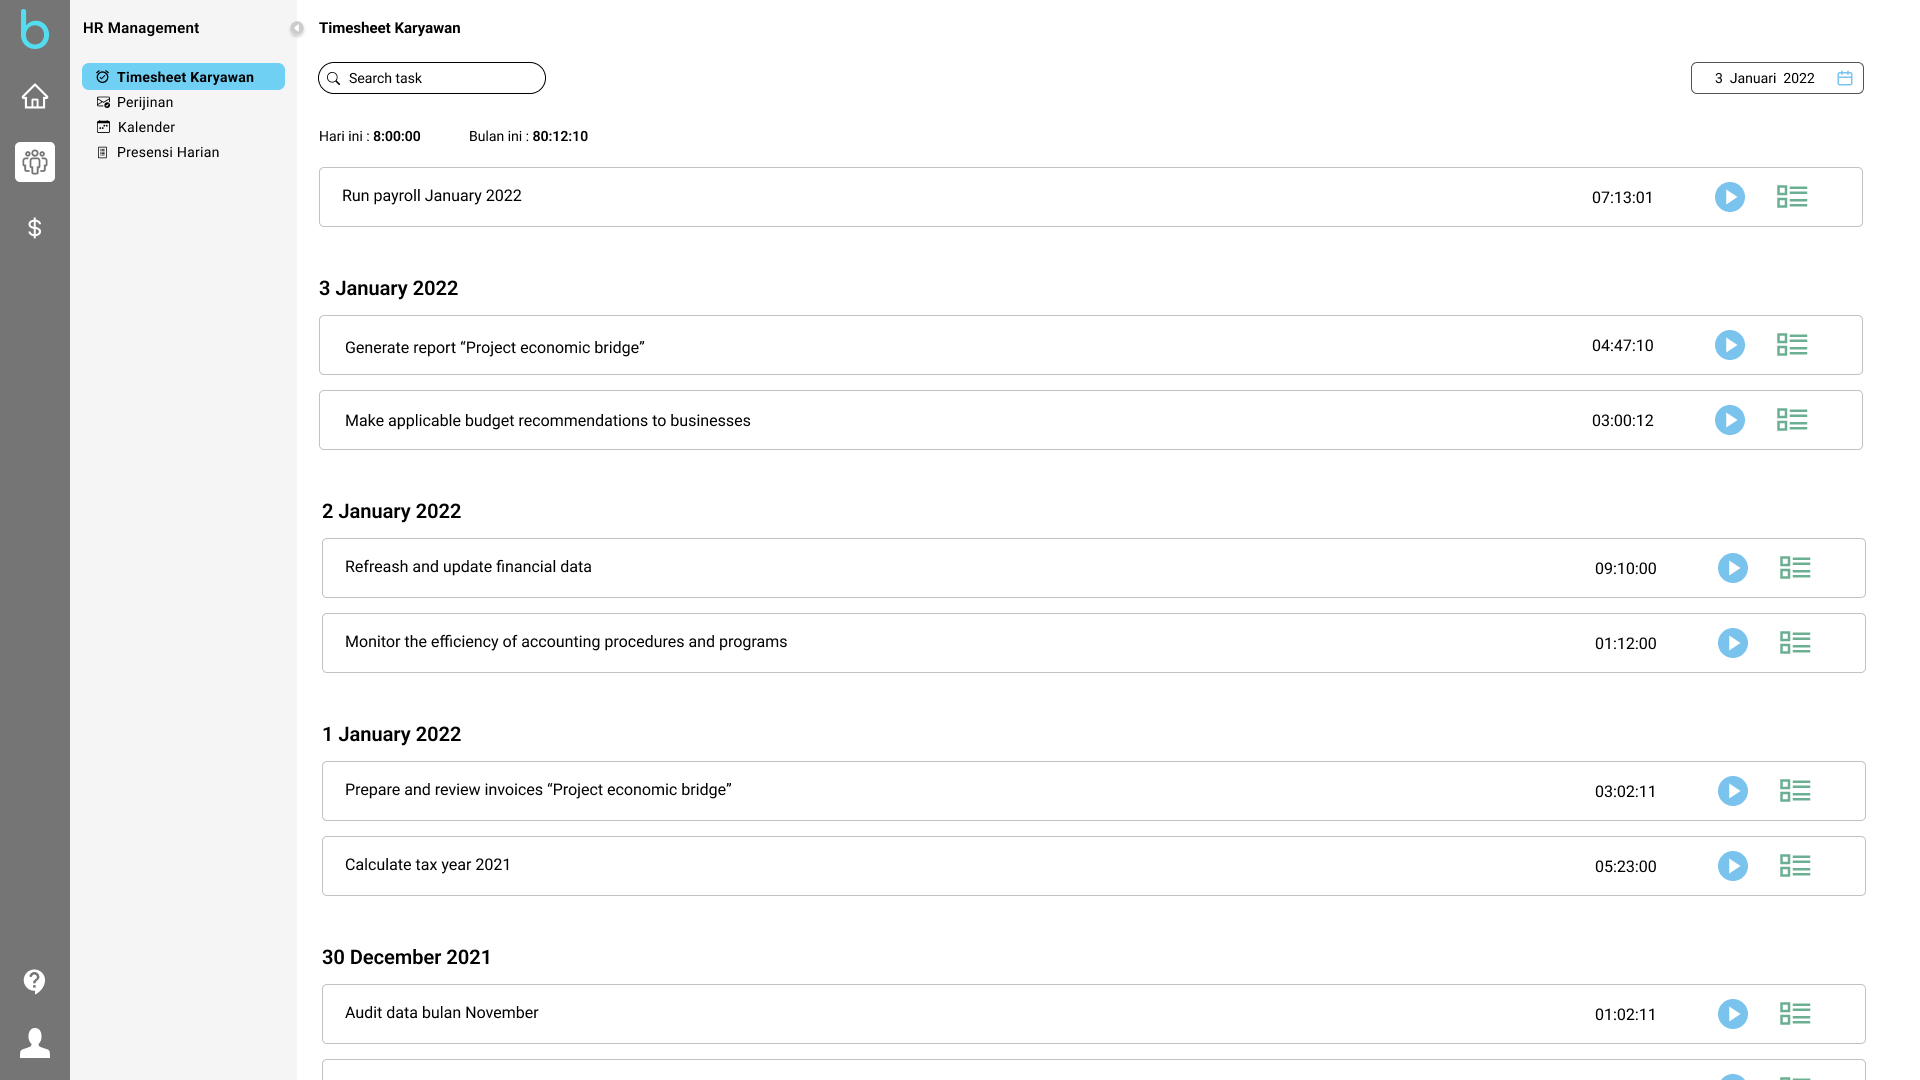 b
HR Management
Timesheet Karyawan
Perijinan
Kalender
Presensi Harian
Timesheet Karyawan
Search task
3 Januari 2022
Hari ini : 8:00:00 Bulan ini : 80:12:10
Run payroll January 2022 07:13:01
3 January 2022
Generate report “Project economic bridge” 04:47:10
Make applicable budget recommendations to businesses 03:00:12
2 January 2022
Refreash and update financial data 09:10:00
Monitor the efficiency of accounting procedures and programs 01:12:00
1 January 2022
Prepare and review invoices “Project economic bridge” 03:02:11
Calculate tax year 2021 05:23:00
30 December 2021
Audit data bulan November 01:02:11